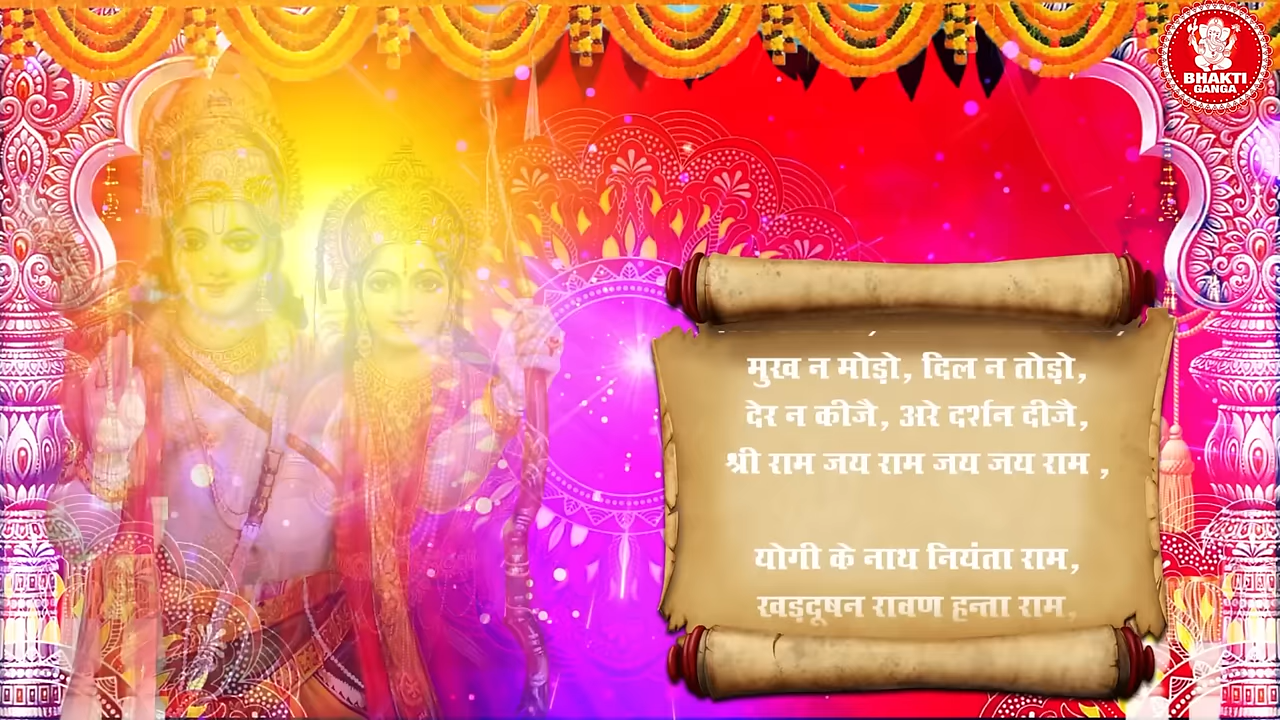 BHAKTI
GANGA
मुख न मोड़ो, दिल न तोड़ो,
देर न कीजै, अरे दर्शन दीजै,
श्री राम जय राम जय जय राम ,
योगी के नाथ नियंता राम,
खड़दूषन रावण हन्ता राम,